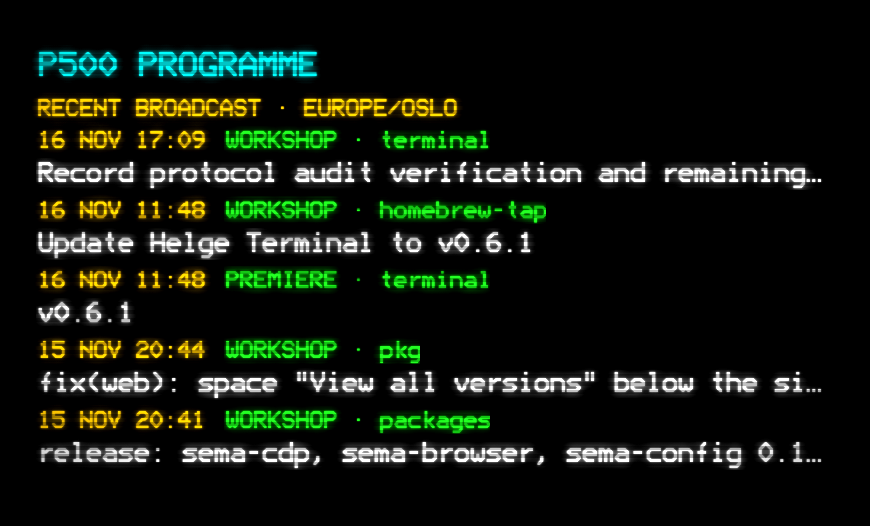 P500 PROGRAMME
RECENT BROADCAST · EUROPE/OSLO
16 NOV 17:09 WORKSHOP · terminal
Record protocol audit verification and remaining…
16 NOV 11:48 WORKSHOP · homebrew-tap
Update Helge Terminal to v0.6.1
16 NOV 11:48 PREMIERE · terminal
v0.6.1
15 NOV 20:44 WORKSHOP · pkg
fix(web): space "View all versions" below the si…
15 NOV 20:41 WORKSHOP · packages
release: sema-cdp, sema-browser, sema-config 0.1…